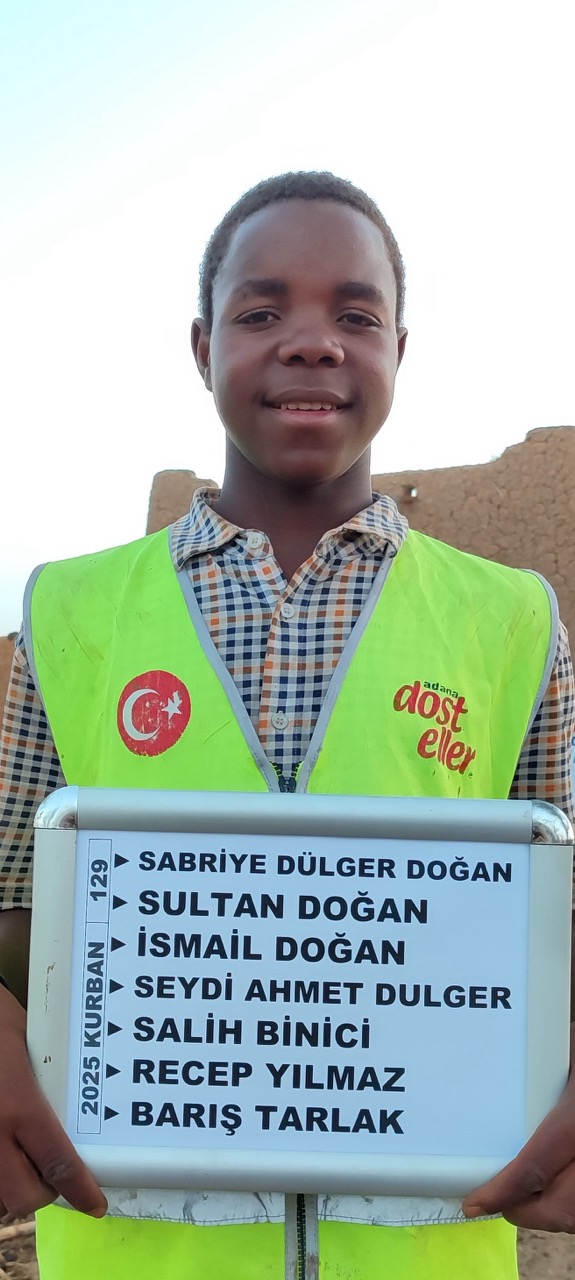 adana
dost
eller
2025 KURBAN 129
SABRİYE DÜLGER DOĞAN
SULTAN DOĞAN
İSMAİL DOĞAN
SEYDİ AHMET DULGER
SALİH BİNİCİ
RECEP YILMAZ
BARIŞ TARLAK